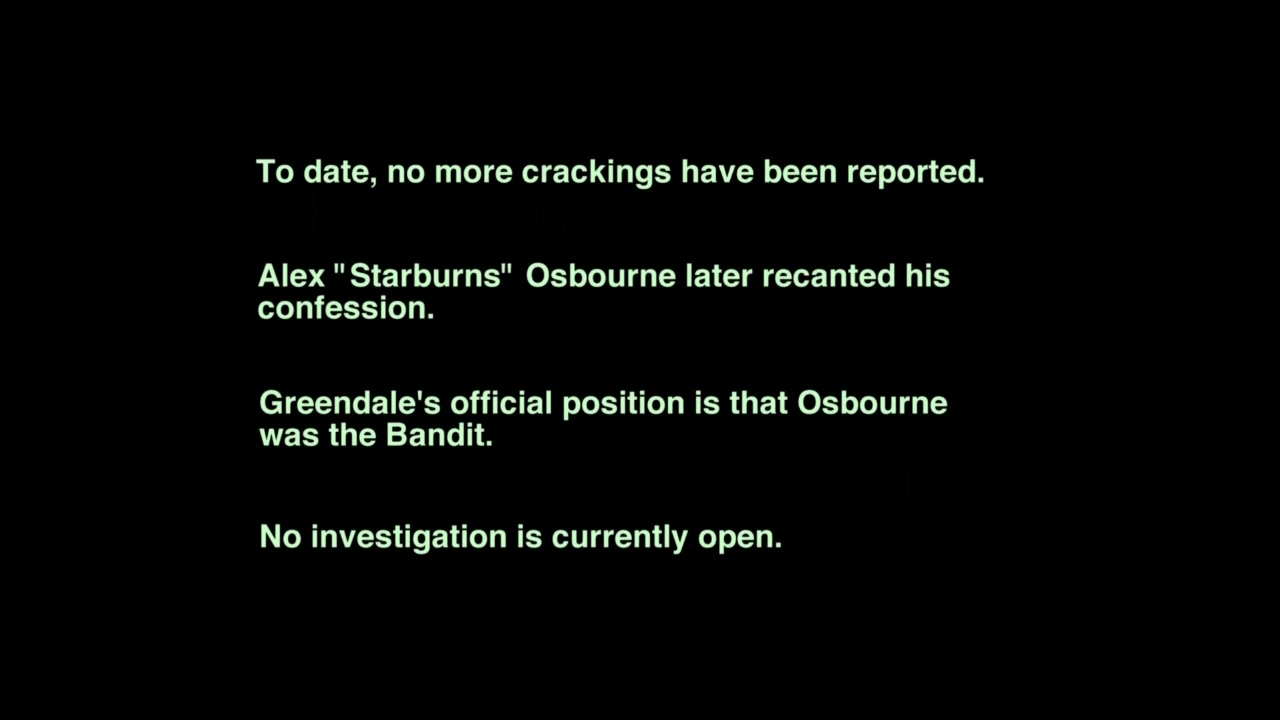 To date, no more crackings have been reported.
Alex "Starburns" Osbourne later recanted his
confession.
Greendale's official position is that Osbourne
was the Bandit.
No investigation is currently open.